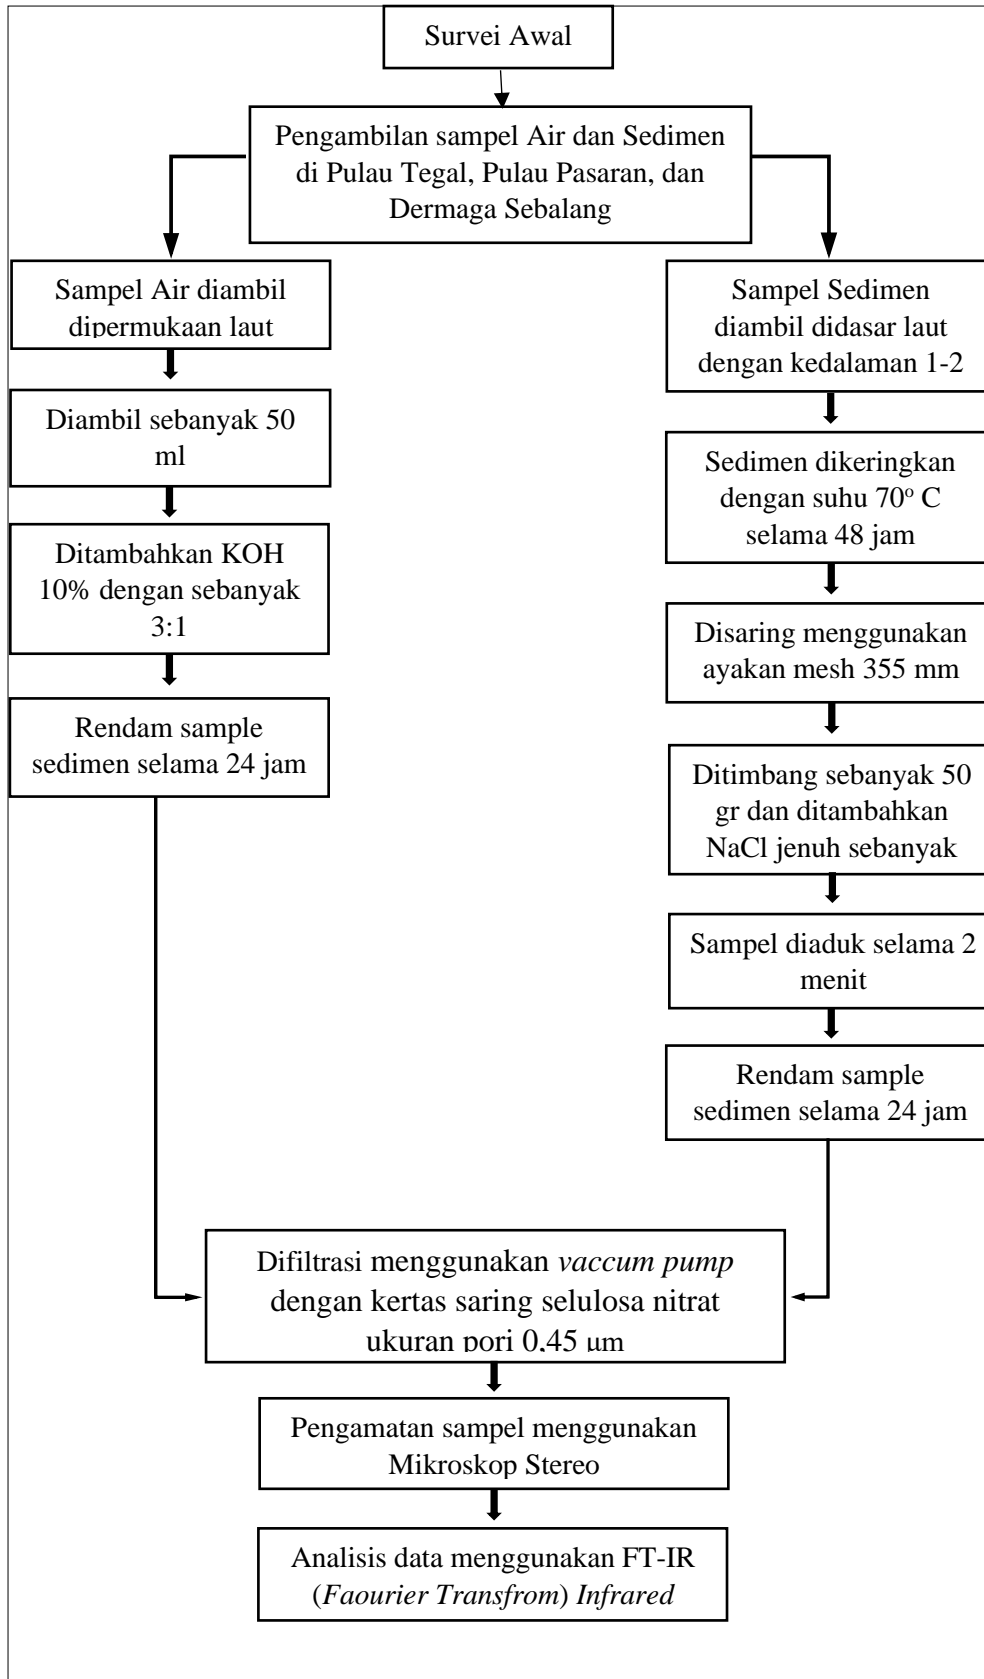 Survei Awal
Pengambilan sampel Air dan Sedimen
di Pulau Tegal, Pulau Pasaran, dan
Dermaga Sebalang
Sampel Air diambil
dipermukaan laut
Diambil sebanyak 50
ml
Ditambahkan KOH
10% dengan sebanyak
3:1
Rendam sample
sedimen selama 24 jam
Sampel Sedimen
diambil didasar laut
dengan kedalaman 1-2
Sedimen dikeringkan
dengan suhu 70° C
selama 48 jam
Disaring menggunakan
ayakan mesh 355 mm
Ditimbang sebanyak 50
gr dan ditambahkan
NaCl jenuh sebanyak
Sampel diaduk selama 2
menit
Rendam sample
sedimen selama 24 jam
Difiltrasi menggunakan vaccum pump
dengan kertas saring selulosa nitrat
ukuran pori 0,45 µm
Pengamatan sampel menggunakan
Mikroskop Stereo
Analisis data menggunakan FT-IR
(Faourier Transfrom) Infrared